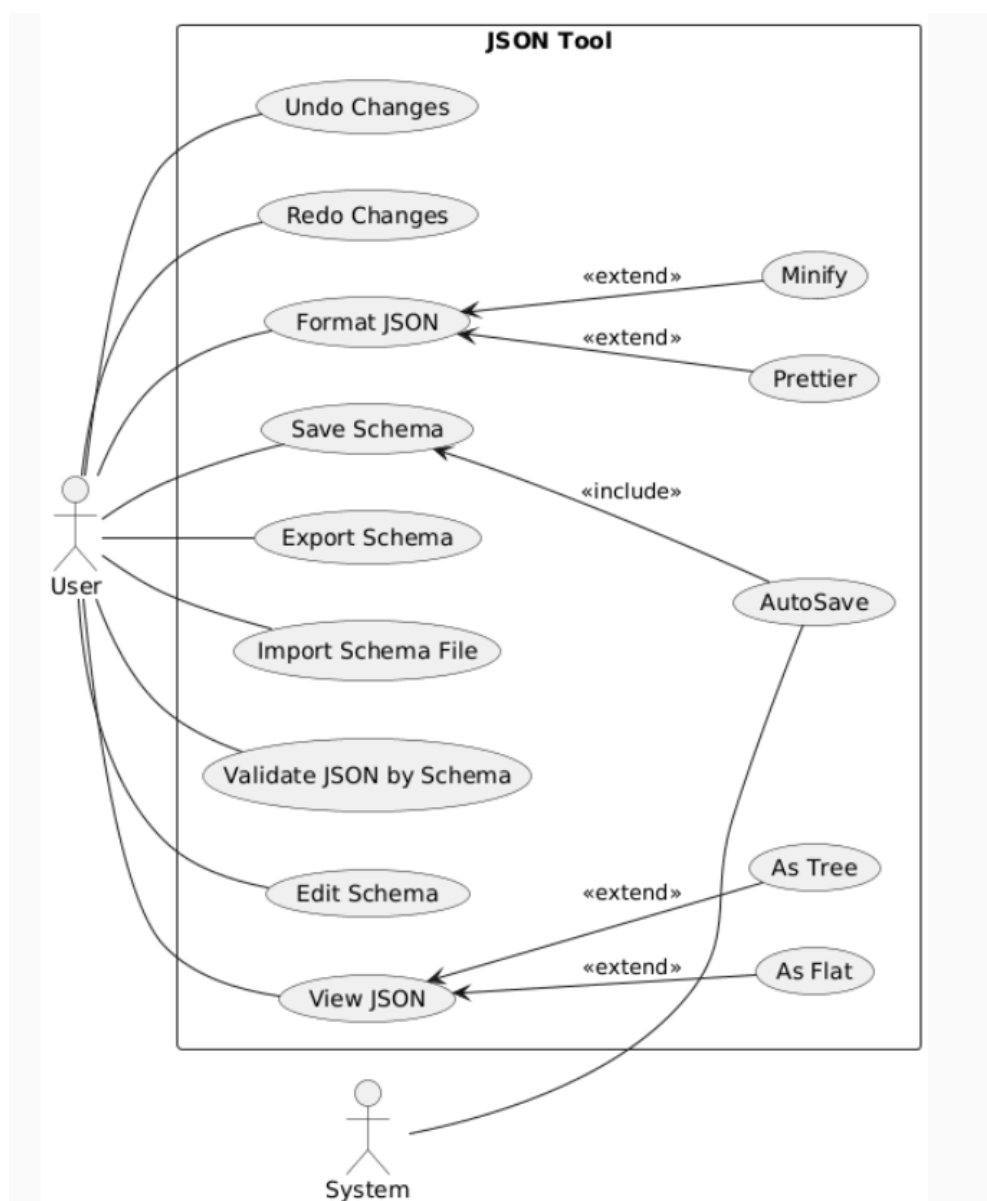 JSON Tool
Undo Changes
Redo Changes
«extend»
Minify
Format JSON
«extend»
Prettier
Save Schema
«include»
Export Schema
User
AutoSave
Import Schema File
Validate JSON by Schema
As Tree
«extend»
Edit Schema
«extend»
As Flat
View JSON
System